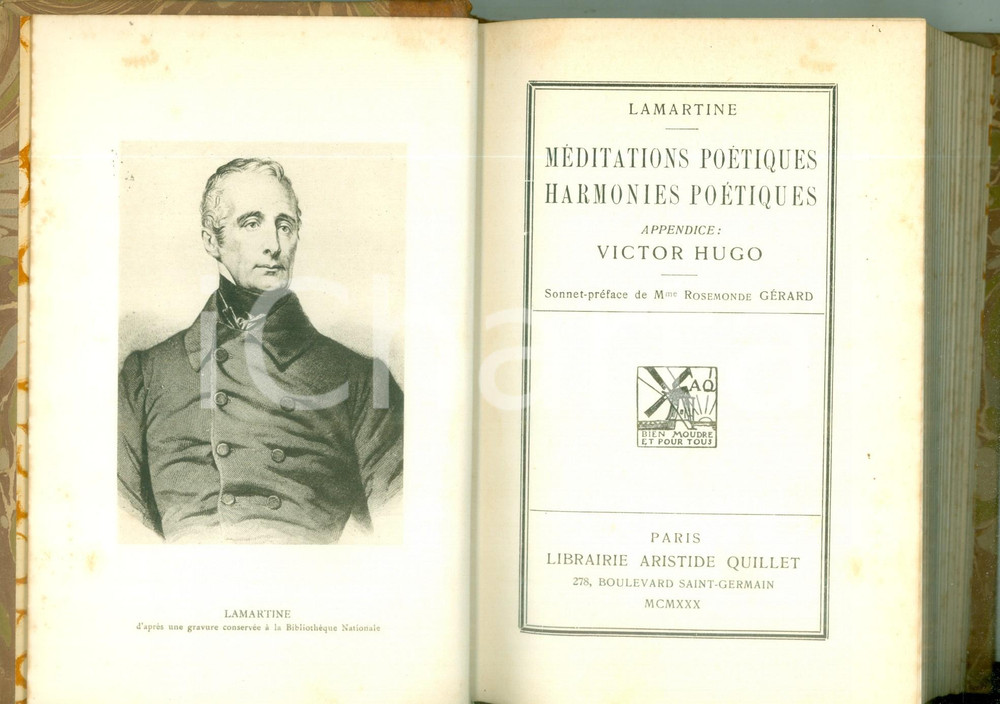 LAMARTINE
d'après une gravure conservée à la Bibliothèque Nationale
LAMARTINE
MÉDITATIONS POÉTIQUES
HARMONIES POÉTIQUES
APPENDICE :
VICTOR HUGO
Sonnet-préface de Mme ROSEMONDE GÉRARD
AQ
BIEN MOUDRE
ET POUR TOUS
PARIS
LIBRAIRIE ARISTIDE QUILLET
278, BOULEVARD SAINT-GERMAIN
MCMXXX